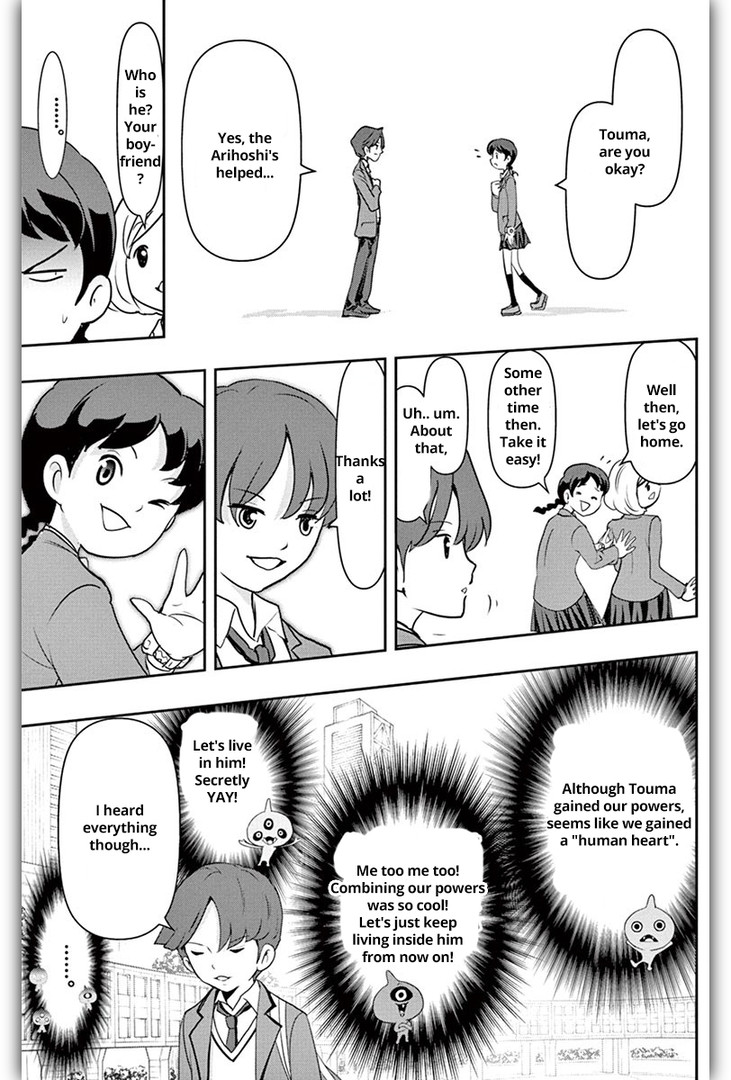 Touma,
are you
okay?
Yes, the
Arihoshi's
helped...
Who
is
he?
Your
boy-
friend
?
......。
Well
then,
let's go
home.
Some
other
time
then.
Take it
easy!
Uh.. um.
About
that,
Thanks
a
lot!
Although Touma
gained our powers,
seems like we gained
a "human heart".
Me too me too!
Combining our powers
was so cool!
Let's just keep
living inside him
from now on!
Let's live
in him!
Secretly
YAY!
I heard
everything
though...
......。